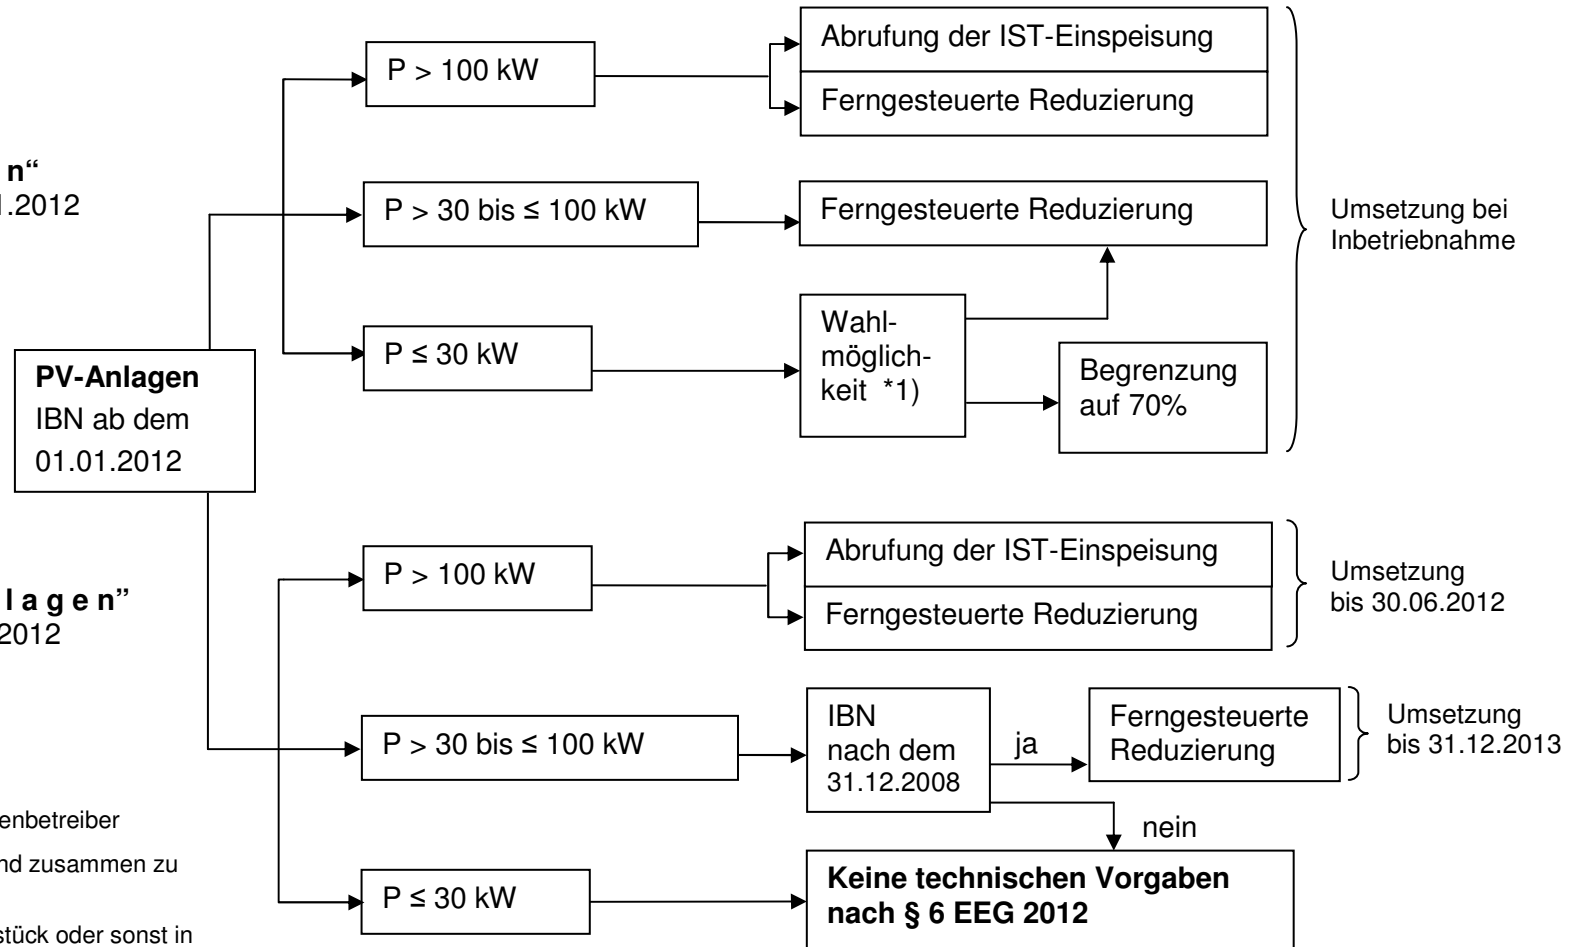 P > 100 kW
Abrufung der IST-Einspeisung
Ferngesteuerte Reduzierung
n“
.2012
P > 30 bis ≤ 100 kW
Ferngesteuerte Reduzierung
Umsetzung bei
Inbetriebnahme
P ≤ 30 kW
Wahl-
möglich-
keit *1)
Begrenzung
auf 70%
PV-Anlagen
IBN ab dem
01.01.2012
P > 100 kW
Abrufung der IST-Einspeisung
Ferngesteuerte Reduzierung
Umsetzung
bis 30.06.2012
l a g e n”
2012
P > 30 bis ≤ 100 kW
IBN
nach dem
31.12.2008
ja
Ferngesteuerte
Reduzierung
Umsetzung
bis 31.12.2013
nein
enbetreiber
nd zusammen zu
stück oder sonst in
P ≤ 30 kW
Keine technischen Vorgaben
nach § 6 EEG 2012